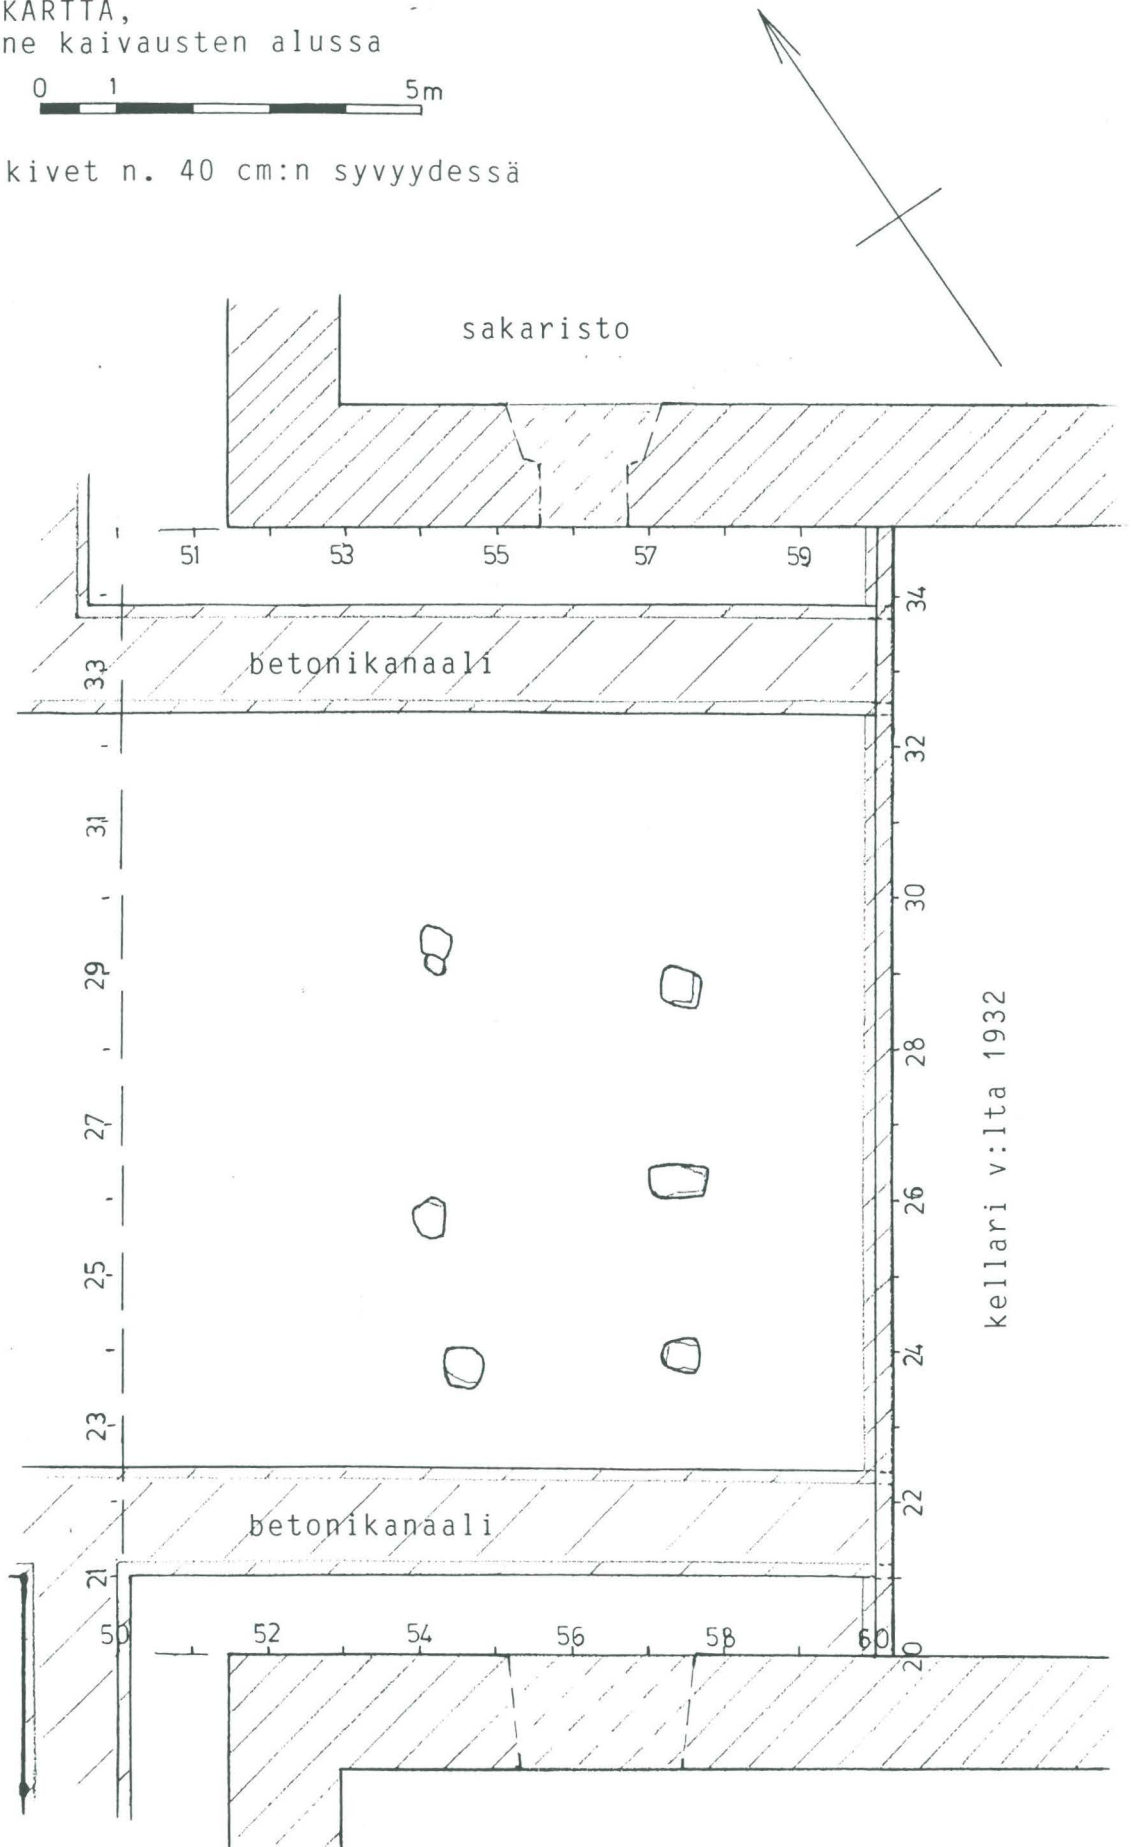 KARTTA,
ne kaivausten alussa
0 1 5m
kivet n. 40 cm:n syvyydessä
sakaristo
51 53 55 57 59
34
betonikanaali
33
32
31
30
29
28
kellari v:lta 1932
27
26
25
24
23
22
betonikanaali
21
50 52 54 56 58 60
20